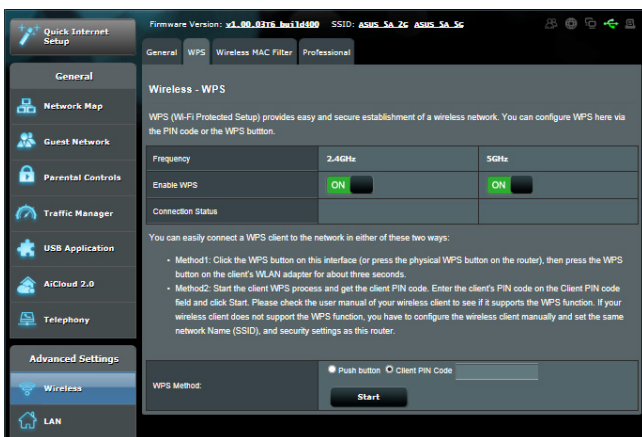 Quick Internet
Setup
Firmware Version: v1.00.03T6 build400 SSID: ASUS_5A_2G ASUS_5A_5G
General WPS Wireless MAC Filter Professional
General
Network Map
Guest Network
Parental Controls
Traffic Manager
USB Application
AiCloud 2.0
Telephony
Advanced Settings
Wireless
LAN
Wireless - WPS
WPS (Wi-Fi Protected Setup) provides easy and secure establishment of a wireless network. You can configure WPS here via
the PIN code or the WPS buttton.
Frequency 2.4GHz 5GHz
Enable WPS ON ON
Connection Status
You can easily connect a WPS client to the network in either of these two ways:
• Method1: Click the WPS button on this interface (or press the physical WPS button on the router), then press the WPS
button on the client's WLAN adapter for about three seconds.
• Method2: Start the client WPS process and get the client PIN code. Enter the client's PIN code on the Client PIN code
field and click Start. Please check the user manual of your wireless client to see if it supports the WPS function. If your
wireless client does not support the WPS function, you have to configure the wireless client manually and set the same
network Name (SSID), and security settings as this router.
WPS Method: Push button Client PIN Code
Start